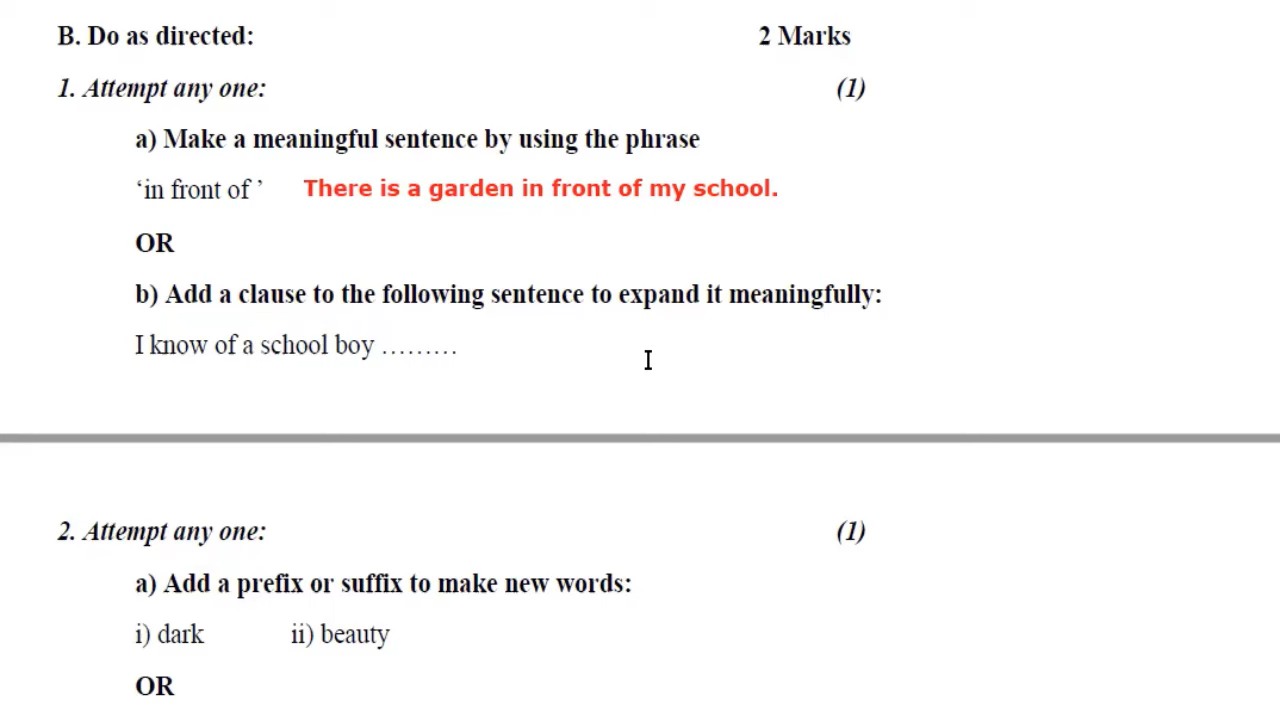 B. Do as directed: 2 Marks
1. Attempt any one: (1)
a) Make a meaningful sentence by using the phrase
‘in front of ’ There is a garden in front of my school.
OR
b) Add a clause to the following sentence to expand it meaningfully:
I know of a school boy .........
2. Attempt any one: (1)
a) Add a prefix or suffix to make new words:
i) dark ii) beauty
OR